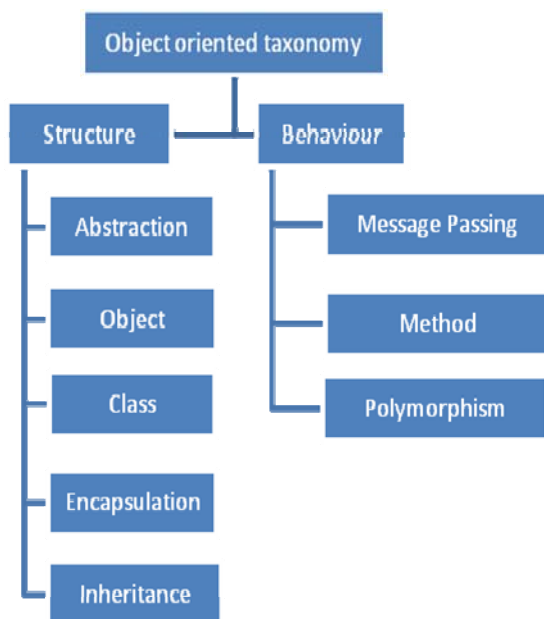 Object oriented taxonomy
Structure
Behaviour
Abstraction
Object
Class
Encapsulation
Inheritance
Message Passing
Method
Polymorphism